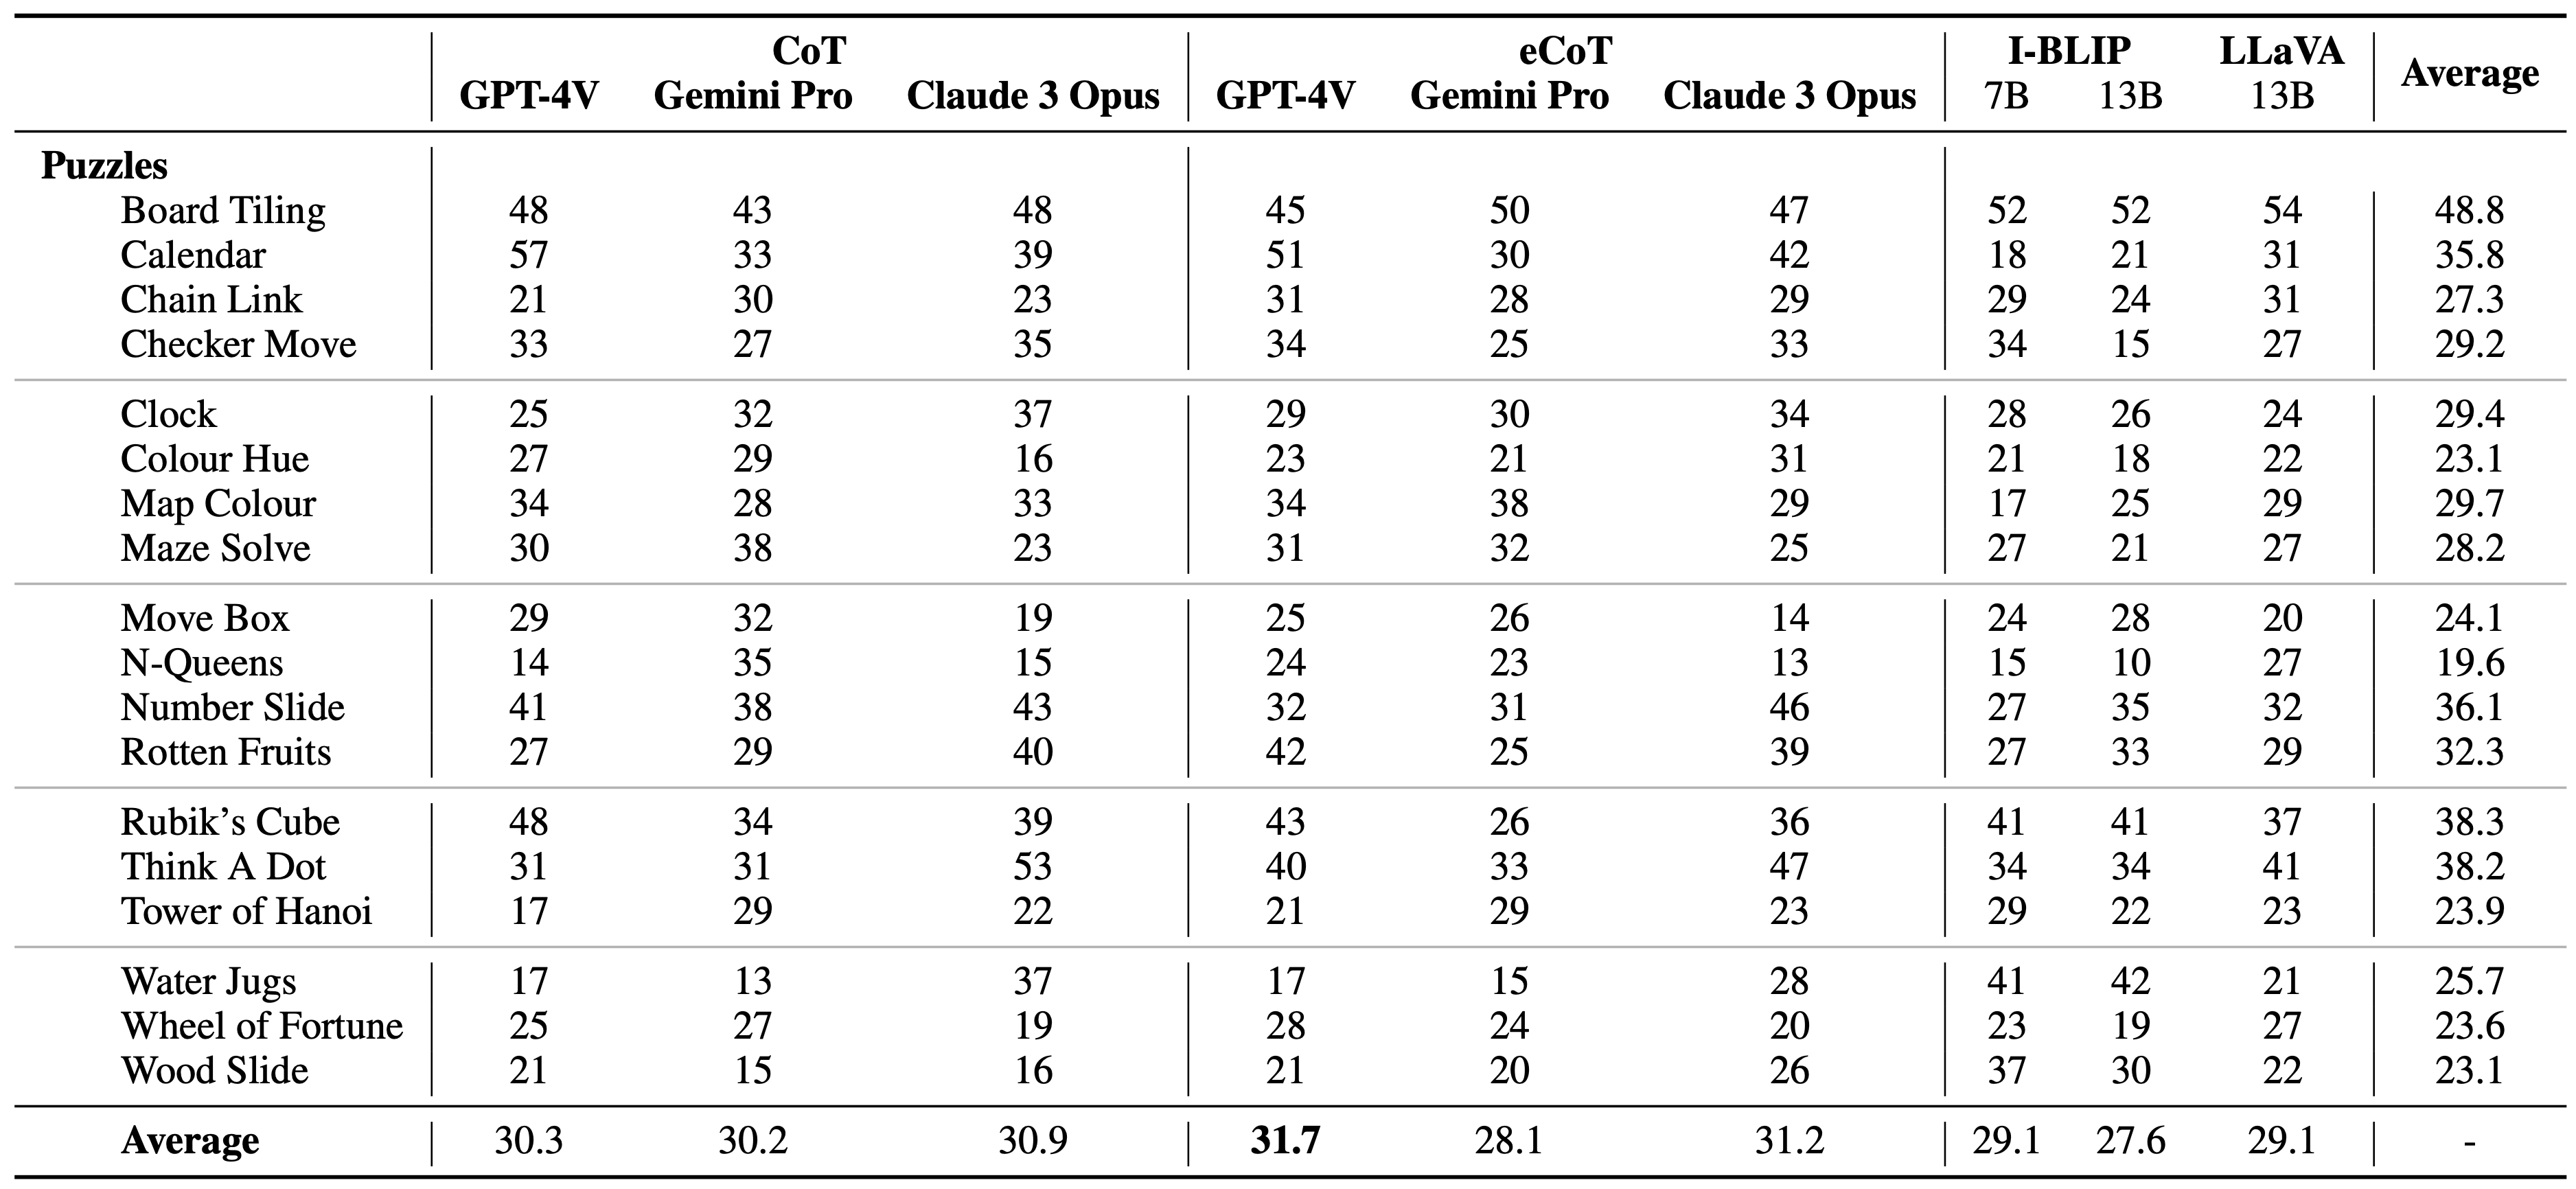 CoT eCoT I-BLIP LLaVA Average
GPT-4V Gemini Pro Claude 3 Opus GPT-4V Gemini Pro Claude 3 Opus 7B 13B 13B
Puzzles
Board Tiling 48 43 48 45 50 47 52 52 54 48.8
Calendar 57 33 39 51 30 42 18 21 31 35.8
Chain Link 21 30 23 31 28 29 29 24 31 27.3
Checker Move 33 27 35 34 25 33 34 15 27 29.2
Clock 25 32 37 29 30 34 28 26 24 29.4
Colour Hue 27 29 16 23 21 31 21 18 22 23.1
Map Colour 34 28 33 34 38 29 17 25 29 29.7
Maze Solve 30 38 23 31 32 25 27 21 27 28.2
Move Box 29 32 19 25 26 14 24 28 20 24.1
N-Queens 14 35 15 24 23 13 15 10 27 19.6
Number Slide 41 38 43 32 31 46 27 35 32 36.1
Rotten Fruits 27 29 40 42 25 39 27 33 29 32.3
Rubik's Cube 48 34 39 43 26 36 41 41 37 38.3
Think A Dot 31 31 53 40 33 47 34 34 41 38.2
Tower of Hanoi 17 29 22 21 29 23 29 22 23 23.9
Water Jugs 17 13 37 17 15 28 41 42 21 25.7
Wheel of Fortune 25 27 19 28 24 20 23 19 27 23.6
Wood Slide 21 15 16 21 20 26 37 30 22 23.1
Average 30.3 30.2 30.9 31.7 28.1 31.2 29.1 27.6 29.1 -